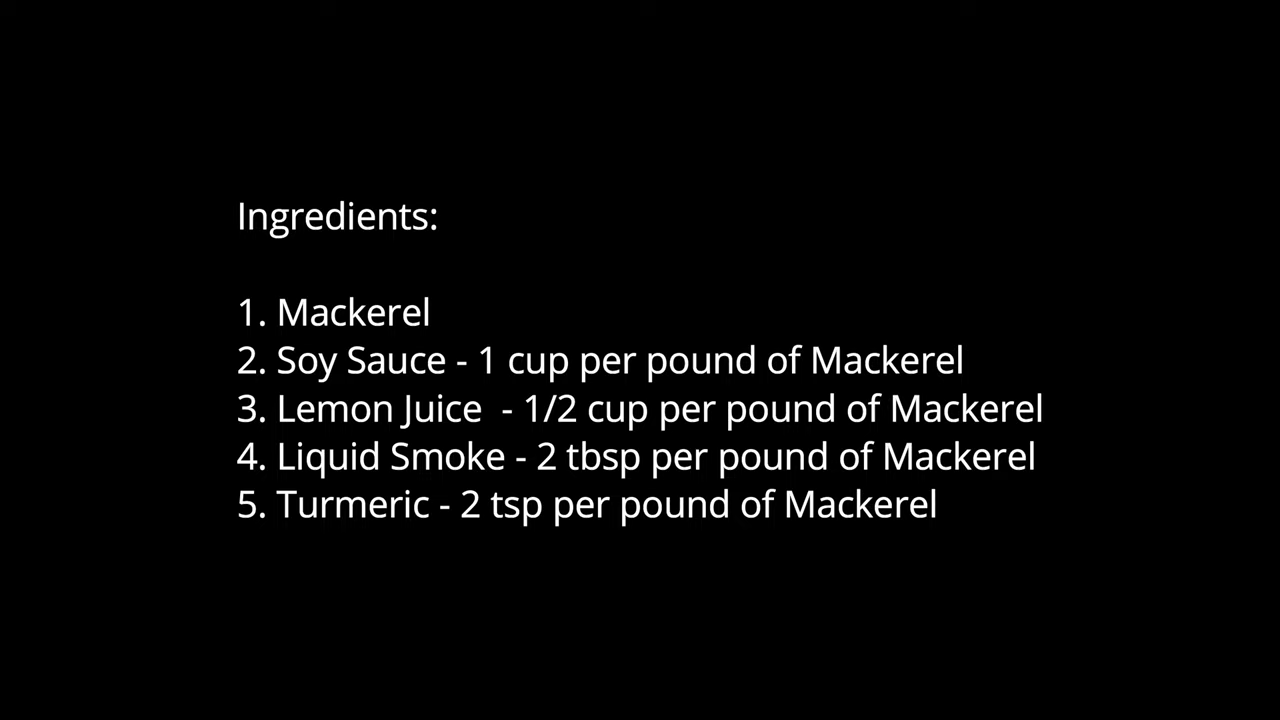 Ingredients:
1. Mackerel
2. Soy Sauce - 1 cup per pound of Mackerel
3. Lemon Juice  - 1/2 cup per pound of Mackerel
4. Liquid Smoke - 2 tbsp per pound of Mackerel
5. Turmeric - 2 tsp per pound of Mackerel